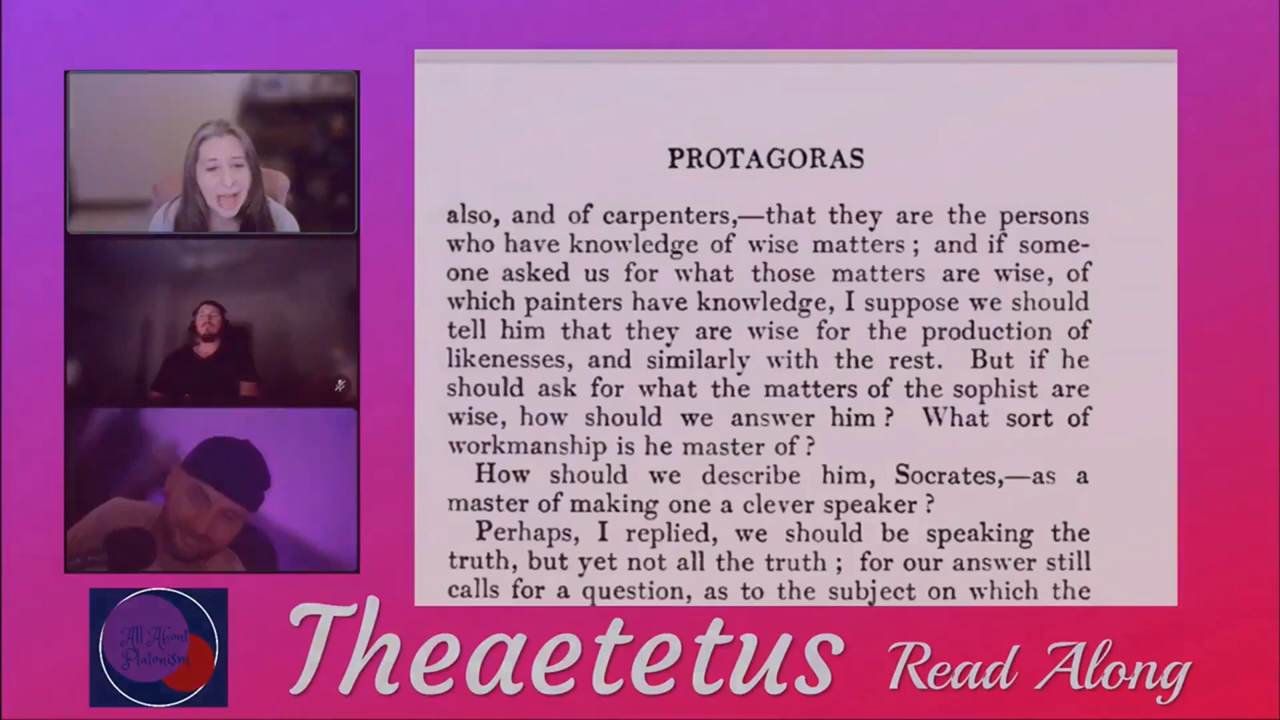 PROTAGORAS
also, and of carpenters,—that they are the persons
who have knowledge of wise matters ; and if some-
one asked us for what those matters are wise, of
which painters have knowledge, I suppose we should
tell him that they are wise for the production of
likenesses, and similarly with the rest. But if he
should ask for what the matters of the sophist are
wise, how should we answer him ? What sort of
workmanship is he master of ?
How should we describe him, Socrates,—as a
master of making one a clever speaker ?
Perhaps, I replied, we should be speaking the
truth, but yet not all the truth ; for our answer still
calls for a question, as to the subject on which the
All About
Platonism
Theaetetus Read Along